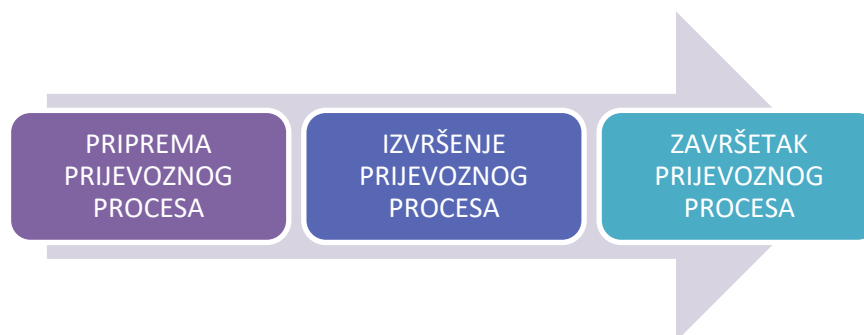 PRIPREMA
PRIJEVOZNOG
PROCESA
IZVRŠENJE
PRIJEVOZNOG
PROCESA
ZAVRŠETAK
PRIJEVOZNOG
PROCESA